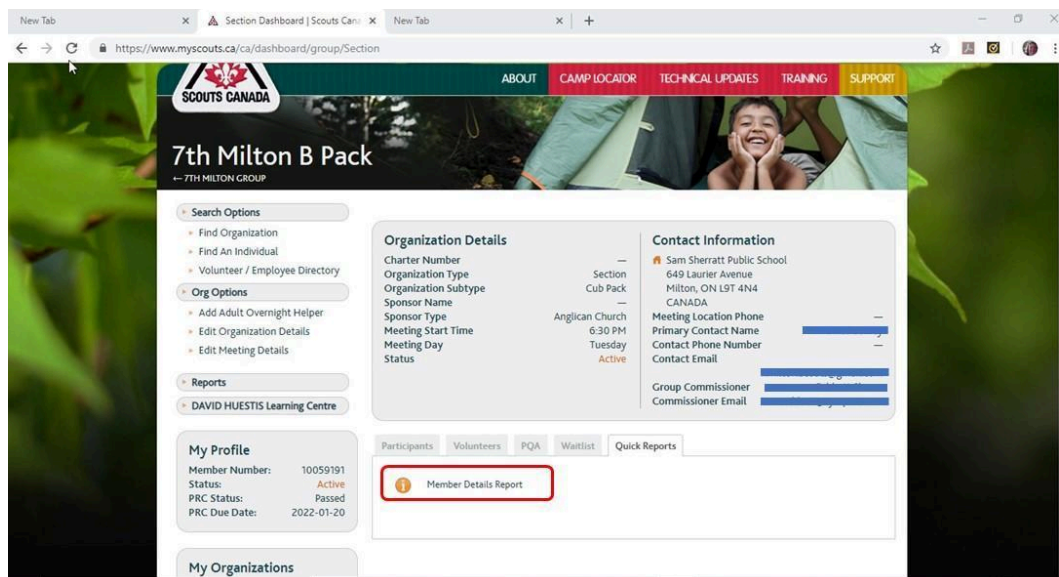 New Tab
Section Dashboard | Scouts Can
New Tab
https://www.myscouts.ca/ca/dashboard/group/Section
SCOUTS CANADA
ABOUT CAMP LOCATOR TECHNICAL UPDATES TRAINING SUPPORT
7th Milton B Pack
← 7TH MILTON GROUP
Search Options
Find Organization
Find An Individual
Volunteer / Employee Directory
Org Options
Add Adult Overnight Helper
Edit Organization Details
Edit Meeting Details
Reports
DAVID HUESTIS Learning Centre
My Profile
Member Number: 10059191
Status: Active
PRC Status: Passed
PRC Due Date: 2022-01-20
My Organizations
Organization Details
Charter Number —
Organization Type Section
Organization Subtype Cub Pack
Sponsor Name —
Sponsor Type Anglican Church
Meeting Start Time 6:30 PM
Meeting Day Tuesday
Status Active
Contact Information
Sam Sherratt Public School
649 Laurier Avenue
Milton, ON L9T 4N4
CANADA
Meeting Location Phone —
Primary Contact Name
Contact Phone Number —
Contact Email
Group Commissioner
Commissioner Email
Participants Volunteers PQA Waitlist Quick Reports
Member Details Report